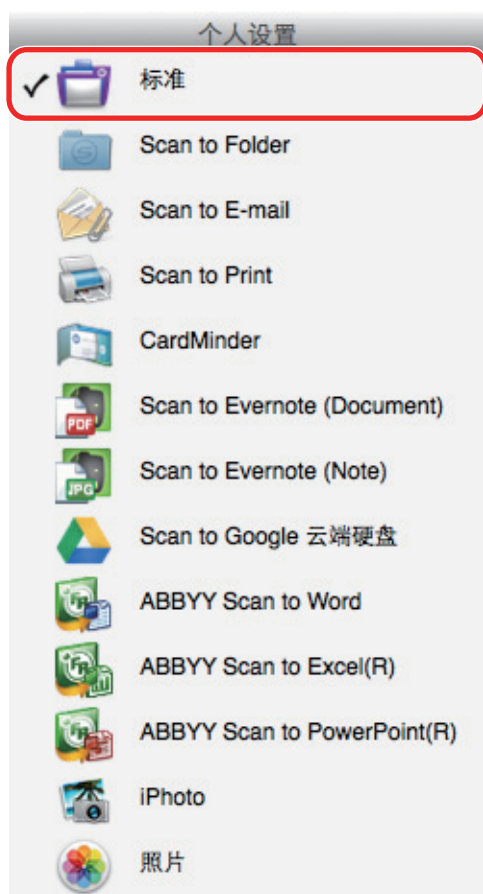 个人设置
标准
Scan to Folder
Scan to E-mail
Scan to Print
CardMinder
PDF
Scan to Evernote (Document)
JPG
Scan to Evernote (Note)
Scan to Google 云端硬盘
ABBYY Scan to Word
ABBYY Scan to Excel(R)
ABBYY Scan to PowerPoint(R)
iPhoto
照片